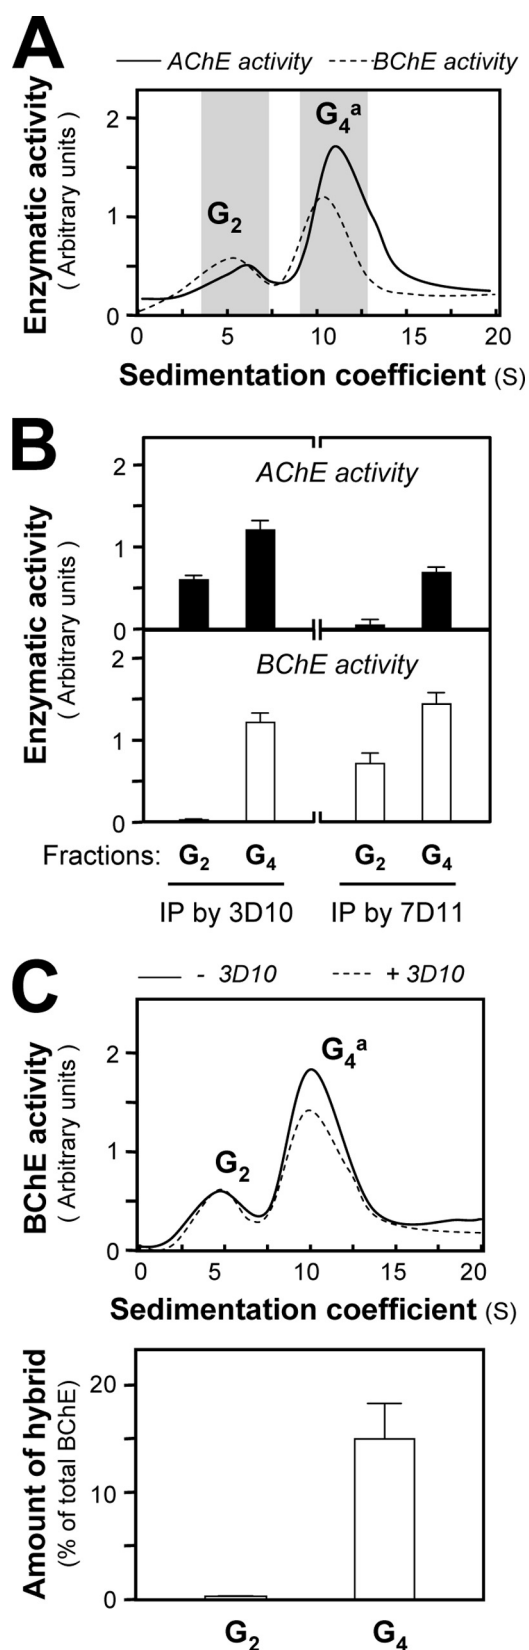 A
AChE activity BChE activity
Enzymatic activity
( Arbitrary units )
2
1
0
G2
G4a
0 5 10 15 20
Sedimentation coefficient (S)
B
Enzymatic activity
( Arbitrary units )
AChE activity
2
1
0
BChE activity
2
1
0
Fractions: G2 G4 G2 G4
IP by 3D10 IP by 7D11
C
- 3D10 + 3D10
BChE activity
( Arbitrary units )
2
1
0
G2
G4a
0 5 10 15 20
Sedimentation coefficient (S)
Amount of hybrid
(% of total BChE)
20
10
0
G2 G4